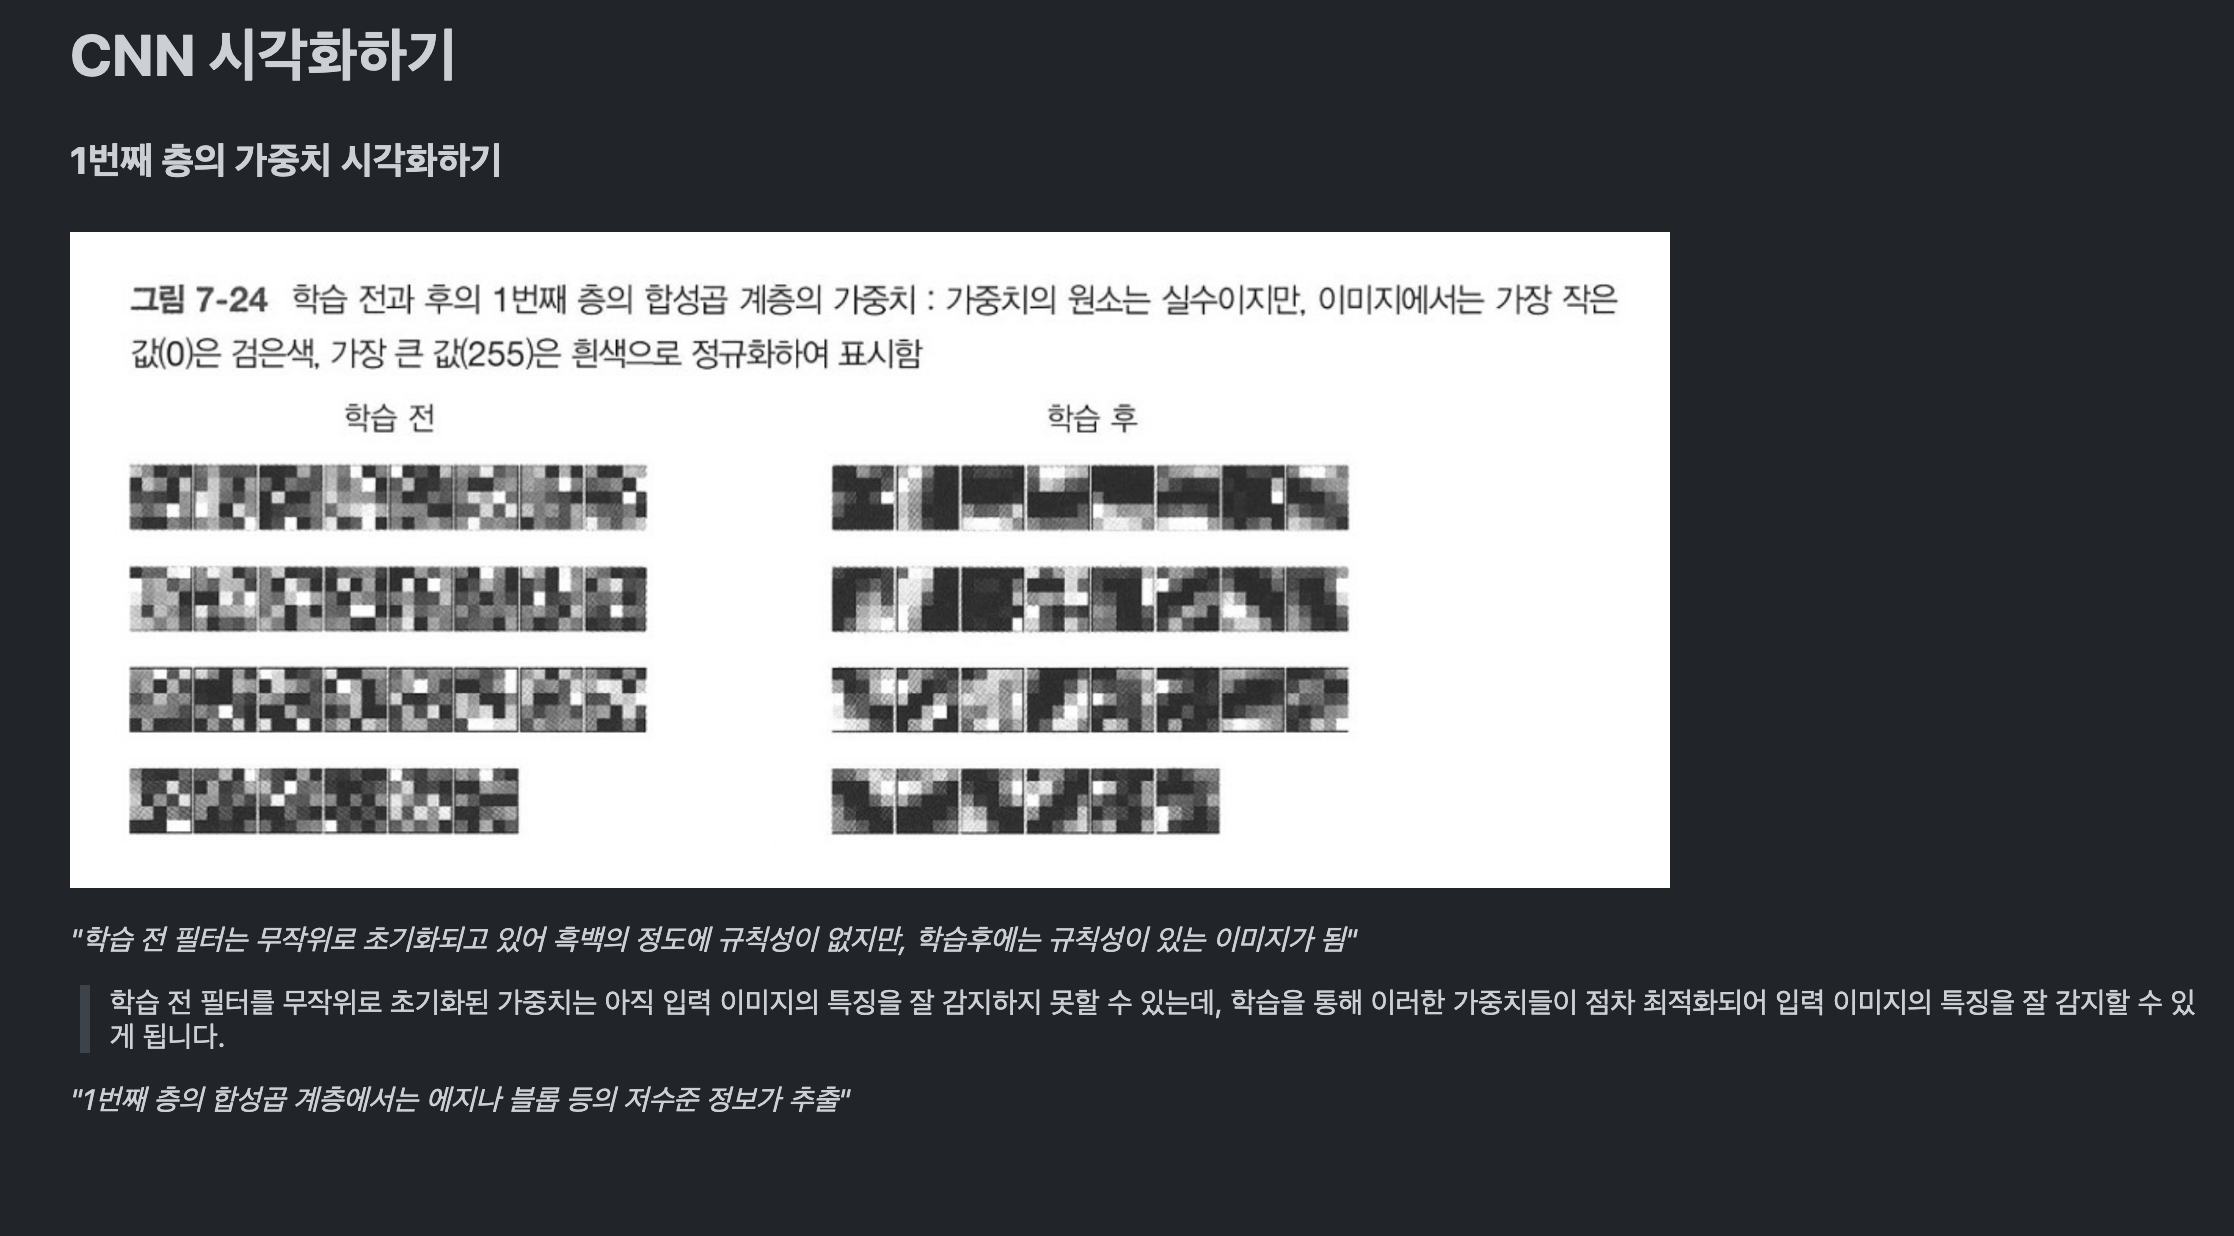 CNN 시각화하기
1번째 층의 가중치 시각화하기
그림 7-24 학습 전과 후의 1번째 층의 합성곱 계층의 가중치 : 가중치의 원소는 실수이지만, 이미지에서는 가장 작은
값(0)은 검은색, 가장 큰 값(255)은 흰색으로 정규화하여 표시함
학습 전
학습 후
"학습 전 필터는 무작위로 초기화되고 있어 흑백의 정도에 규칙성이 없지만, 학습후에는 규칙성이 있는 이미지가 됨"
학습 전 필터를 무작위로 초기화된 가중치는 아직 입력 이미지의 특징을 잘 감지하지 못할 수 있는데, 학습을 통해 이러한 가중치들이 점차 최적화되어 입력 이미지의 특징을 잘 감지할 수 있
게 됩니다.
"1번째 층의 합성곱 계층에서는 에지나 블롭 등의 저수준 정보가 추출"